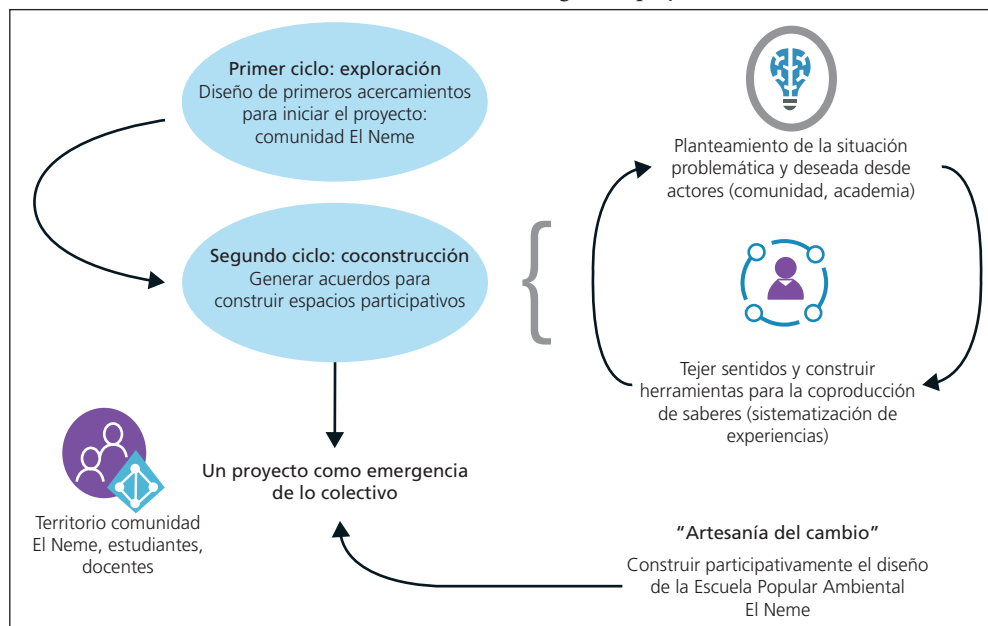 Primer ciclo: exploración
Diseño de primeros acercamientos
para iniciar el proyecto:
comunidad El Neme
Segundo ciclo: coconstrucción
Generar acuerdos para
construir espacios participativos
Planteamiento de la situación
problemática y deseada desde
actores (comunidad, academia)
Tejer sentidos y construir
herramientas para la coproducción
de saberes (sistematización de
experiencias)
Un proyecto como emergencia
de lo colectivo
Territorio comunidad
El Neme, estudiantes,
docentes
“Artesanía del cambio”
Construir participativamente el diseño
de la Escuela Popular Ambiental
El Neme